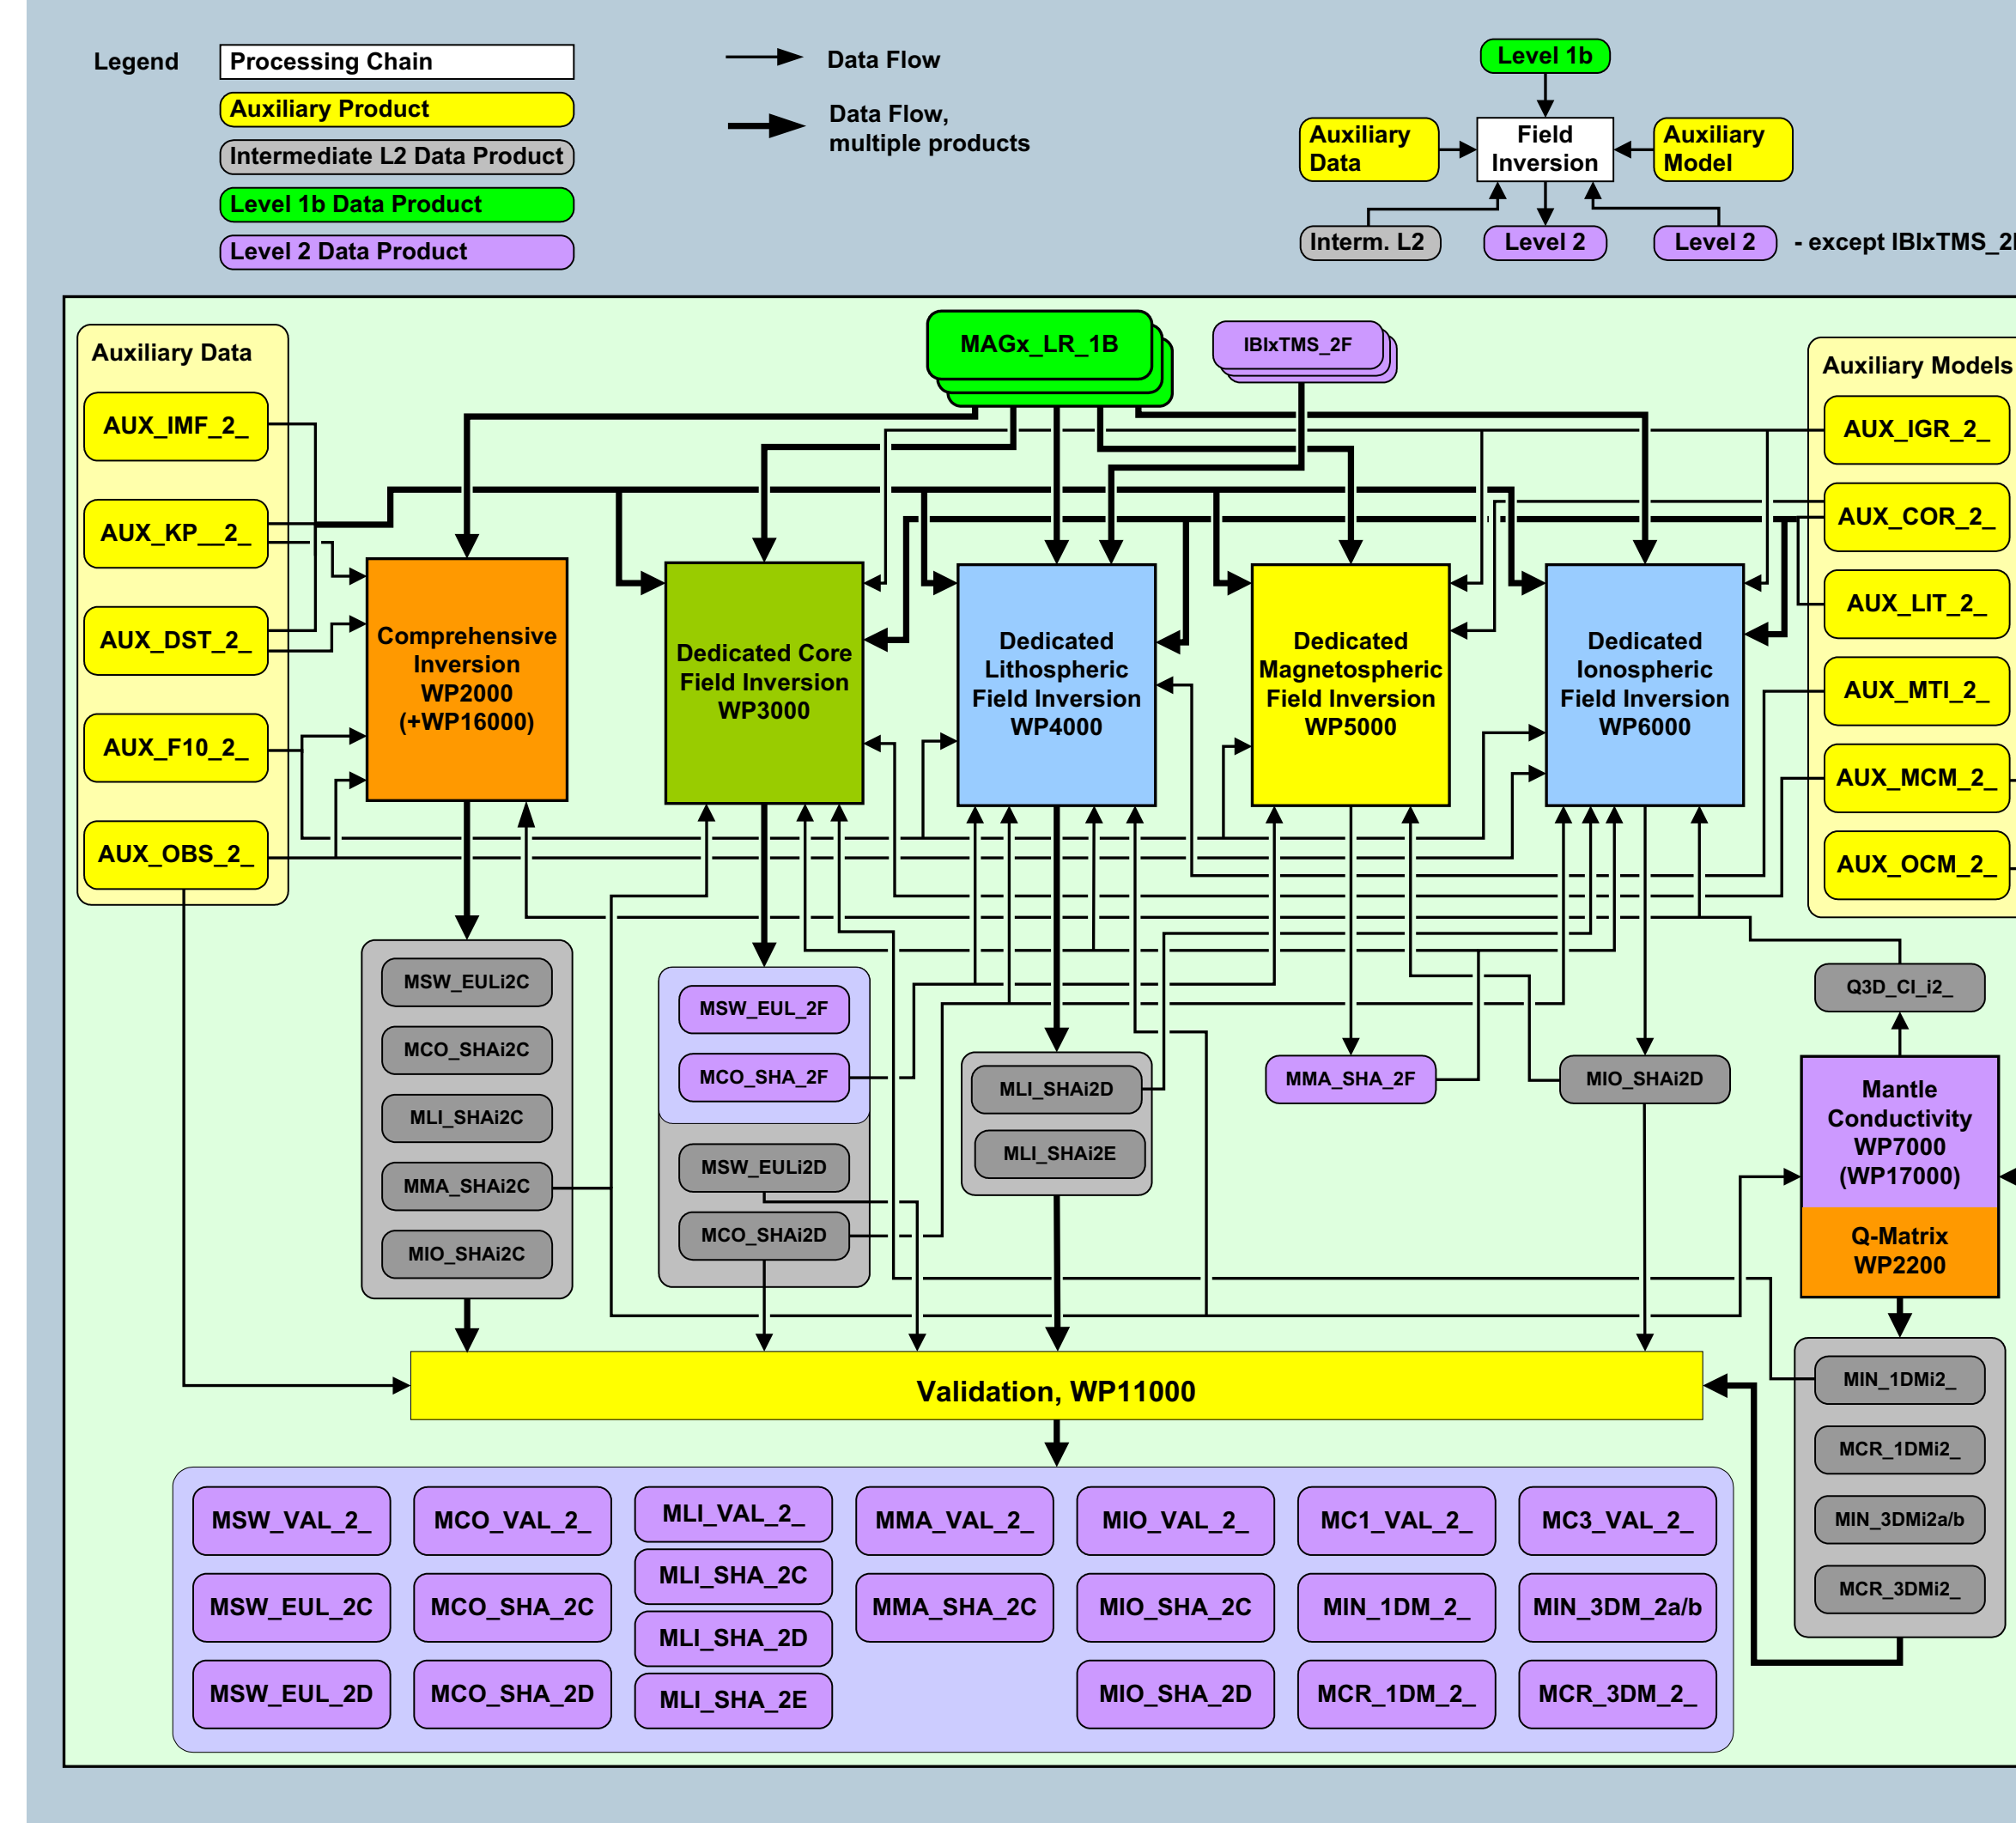 Legend
Processing Chain
Auxiliary Product
Intermediate L2 Data Product
Level 1b Data Product
Level 2 Data Product
Data Flow
Data Flow,
multiple products
Level 1b
Auxiliary
Data
Field
Inversion
Auxiliary
Model
Interm. L2
Level 2
Level 2
- except IBIxTMS_2
Auxiliary Data
AUX_IMF_2_
AUX_KP__2_
AUX_DST_2_
AUX_F10_2_
AUX_OBS_2_
MAGx_LR_1B
IBIxTMS_2F
Auxiliary Models
AUX_IGR_2_
AUX_COR_2_
AUX_LIT_2_
AUX_MTI_2_
AUX_MCM_2_
AUX_OCM_2_
Comprehensive
Inversion
WP2000
(+WP16000)
Dedicated Core
Field Inversion
WP3000
Dedicated
Lithospheric
Field Inversion
WP4000
Dedicated
Magnetospheric
Field Inversion
WP5000
Dedicated
Ionospheric
Field Inversion
WP6000
MSW_EULi2C
MCO_SHAi2C
MLI_SHAi2C
MMA_SHAi2C
MIO_SHAi2C
MSW_EUL_2F
MCO_SHA_2F
MSW_EULi2D
MCO_SHAi2D
MLI_SHAi2D
MLI_SHAi2E
MMA_SHA_2F
MIO_SHAi2D
Q3D_CI_i2_
Mantle
Conductivity
WP7000
(WP17000)
Q-Matrix
WP2200
MIN_1DMi2_
MCR_1DMi2_
MIN_3DMi2a/b
MCR_3DMi2_
Validation, WP11000
MSW_VAL_2_
MSW_EUL_2C
MSW_EUL_2D
MCO_VAL_2_
MCO_SHA_2C
MCO_SHA_2D
MLI_VAL_2_
MLI_SHA_2C
MLI_SHA_2D
MLI_SHA_2E
MMA_VAL_2_
MMA_SHA_2C
MIO_VAL_2_
MIO_SHA_2C
MIO_SHA_2D
MC1_VAL_2_
MIN_1DM_2_
MCR_1DM_2_
MC3_VAL_2_
MIN_3DM_2a/b
MCR_3DM_2_